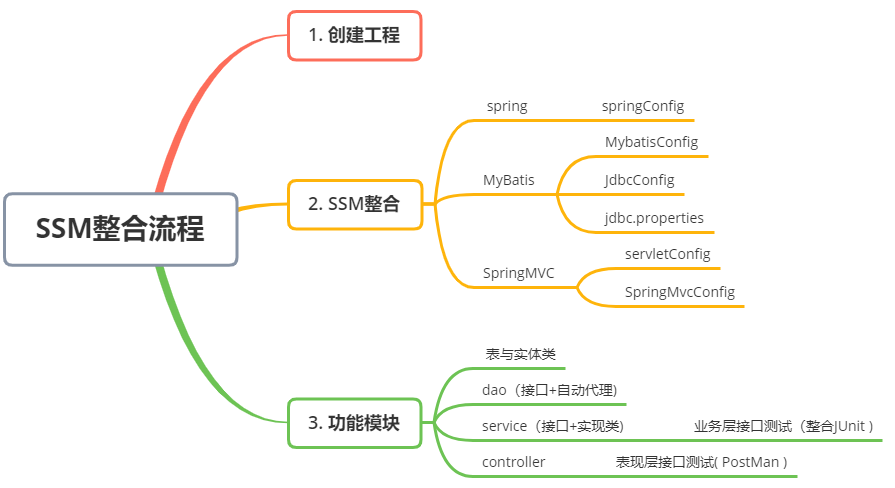 SSM整合流程
1. 创建工程
2. SSM整合
spring
springConfig
MyBatis
MybatisConfig
JdbcConfig
jdbc.properties
SpringMVC
servletConfig
SpringMvcConfig
3. 功能模块
表与实体类
dao（接口+自动代理)
service（接口+实现类)
业务层接口测试（整合JUnit )
controller
表现层接口测试( PostMan )